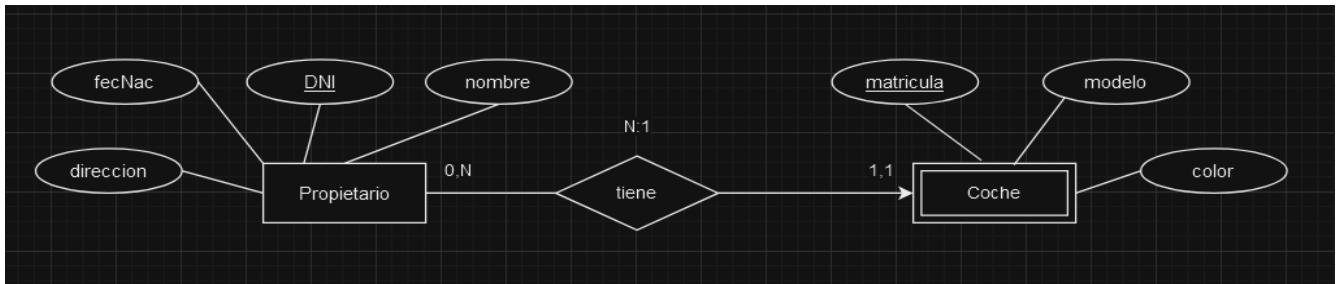 fecNac
DNI
nombre
matricula
modelo
N:1
direccion
Propietario
0,N
tiene
1,1
Coche
color